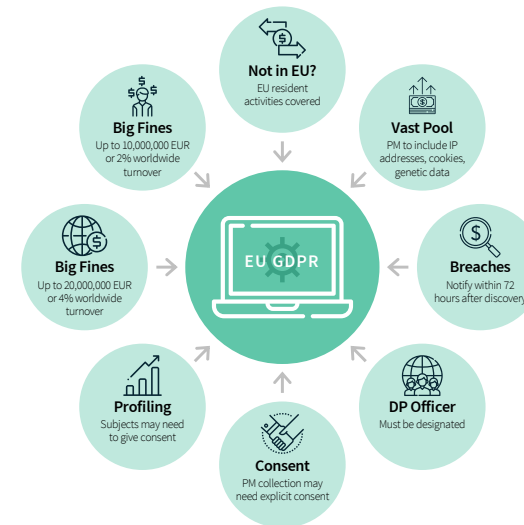 Not in EU?
EU resident
activities covered
Vast Pool
PM to include IP
addresses, cookies,
genetic data
Breaches
Notify within 72
hours after discovery
DP Officer
Must be designated
Consent
PM collection may
need explicit consent
Profiling
Subjects may need
to give consent
Big Fines
Up to 20,000,000 EUR
or 4% worldwide
turnover
Big Fines
Up to 10,000,000 EUR
or 2% worldwide
turnover
EU GDPR